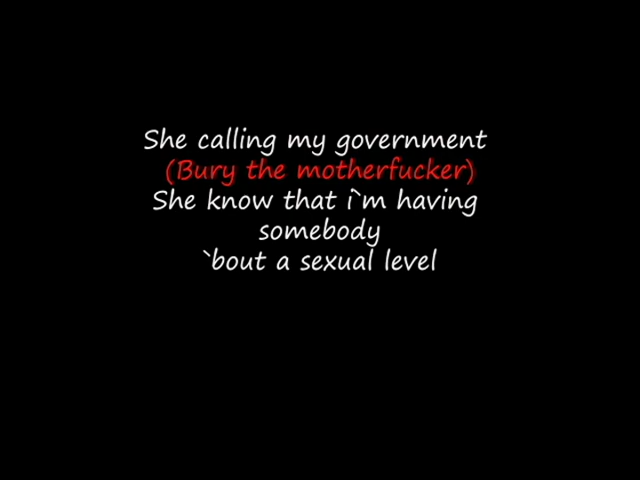 She calling my government
(Bury the motherfucker)
She know that i`m having
somebody
`bout a sexual level